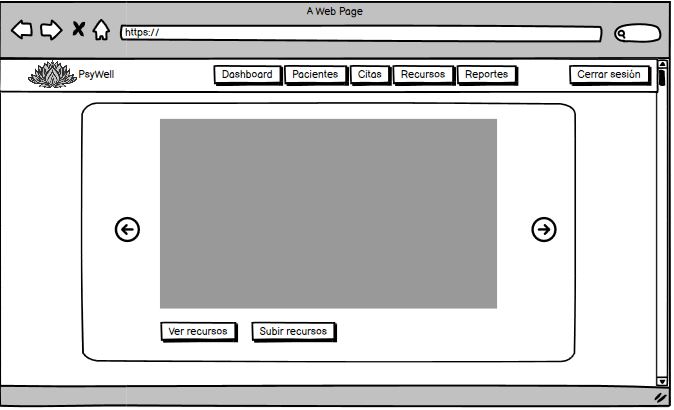 A Web Page
https://
PsyWell
Dashboard Pacientes Citas Recursos Reportes Cerrar sesión
Ver recursos Subir recursos